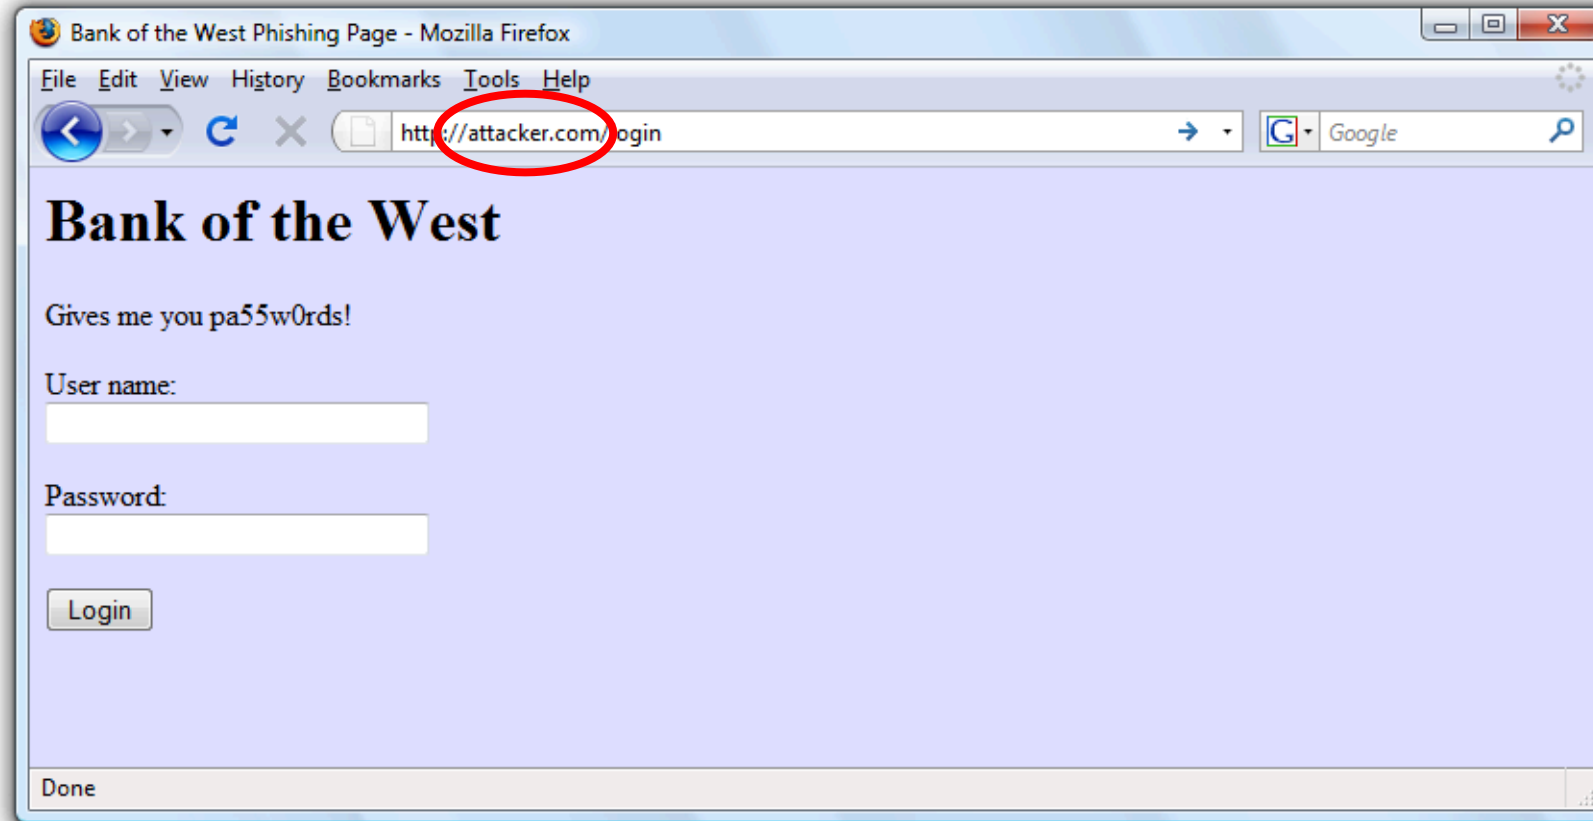 Bank of the West Phishing Page - Mozilla Firefox
File Edit View History Bookmarks Tools Help
http://attacker.com/login
G
Google
Bank of the West
Gives me you pa55w0rds!
User name:
Password:
Login
Done